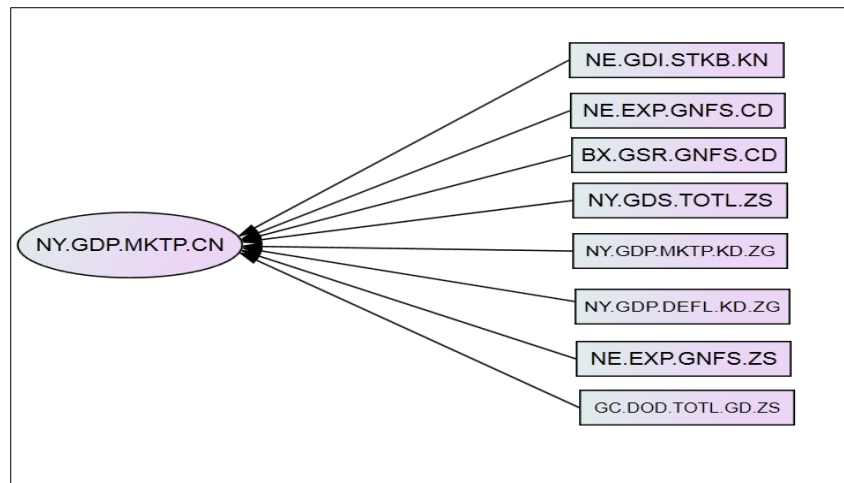 NE.GDI.STKB.KN
NE.EXP.GNFS.CD
BX.GSR.GNFS.CD
NY.GDS.TOTL.ZS
NY.GDP.MKTP.CN
NY.GDP.MKTP.KD.ZG
NY.GDP.DEFL.KD.ZG
NE.EXP.GNFS.ZS
GC.DOD.TOTL.GD.ZS